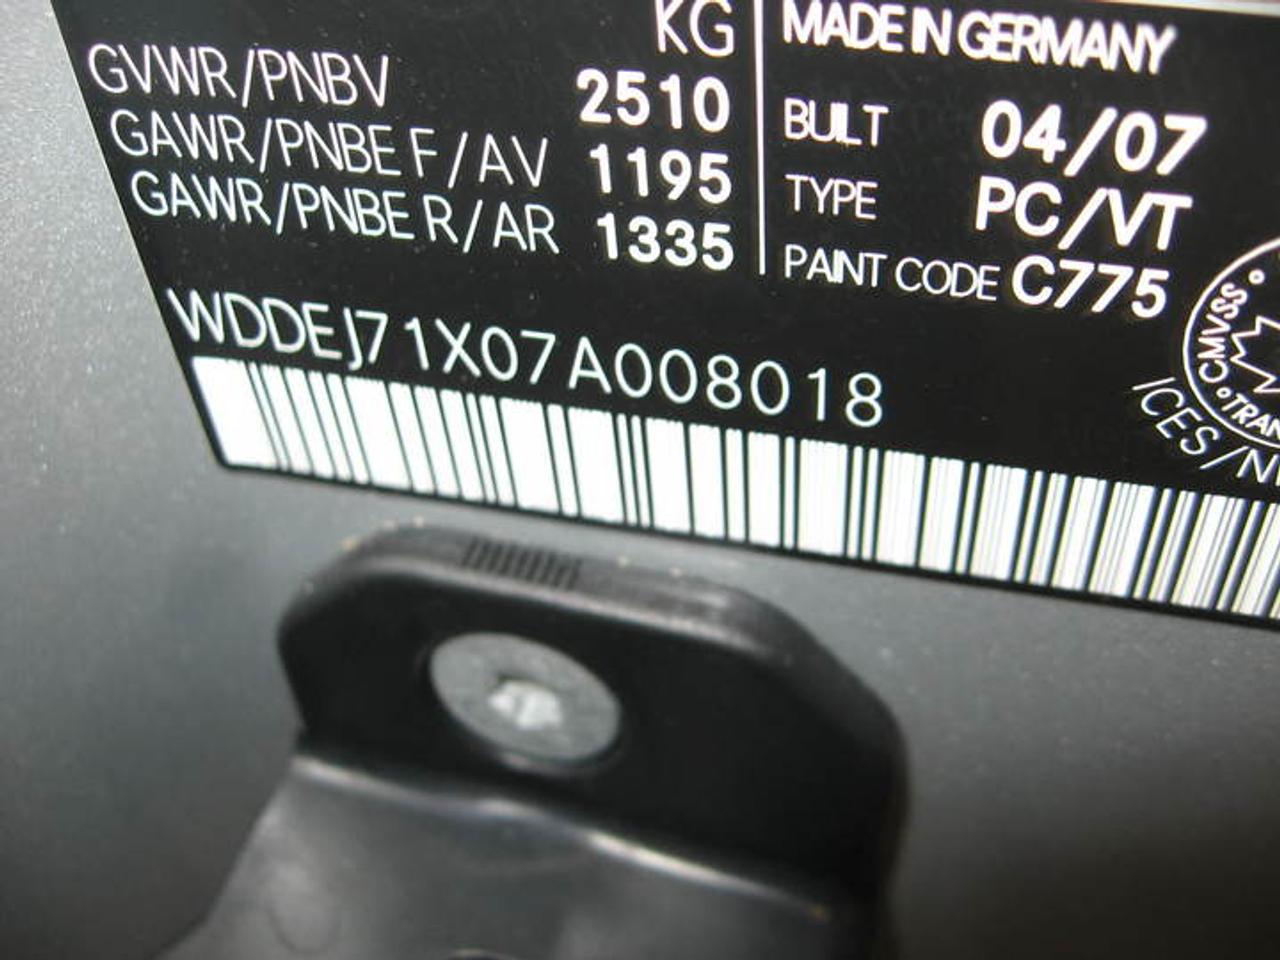 KG
GVWR/PNBV 2510
GAWR/PNBE F/AV 1195
GAWR/PNBE R/AR 1335
MADE IN GERMANY
BUILT 04/07
TYPE PC/VT
PAINT CODE C775
WDDEJ71X07A008018
CMVSS